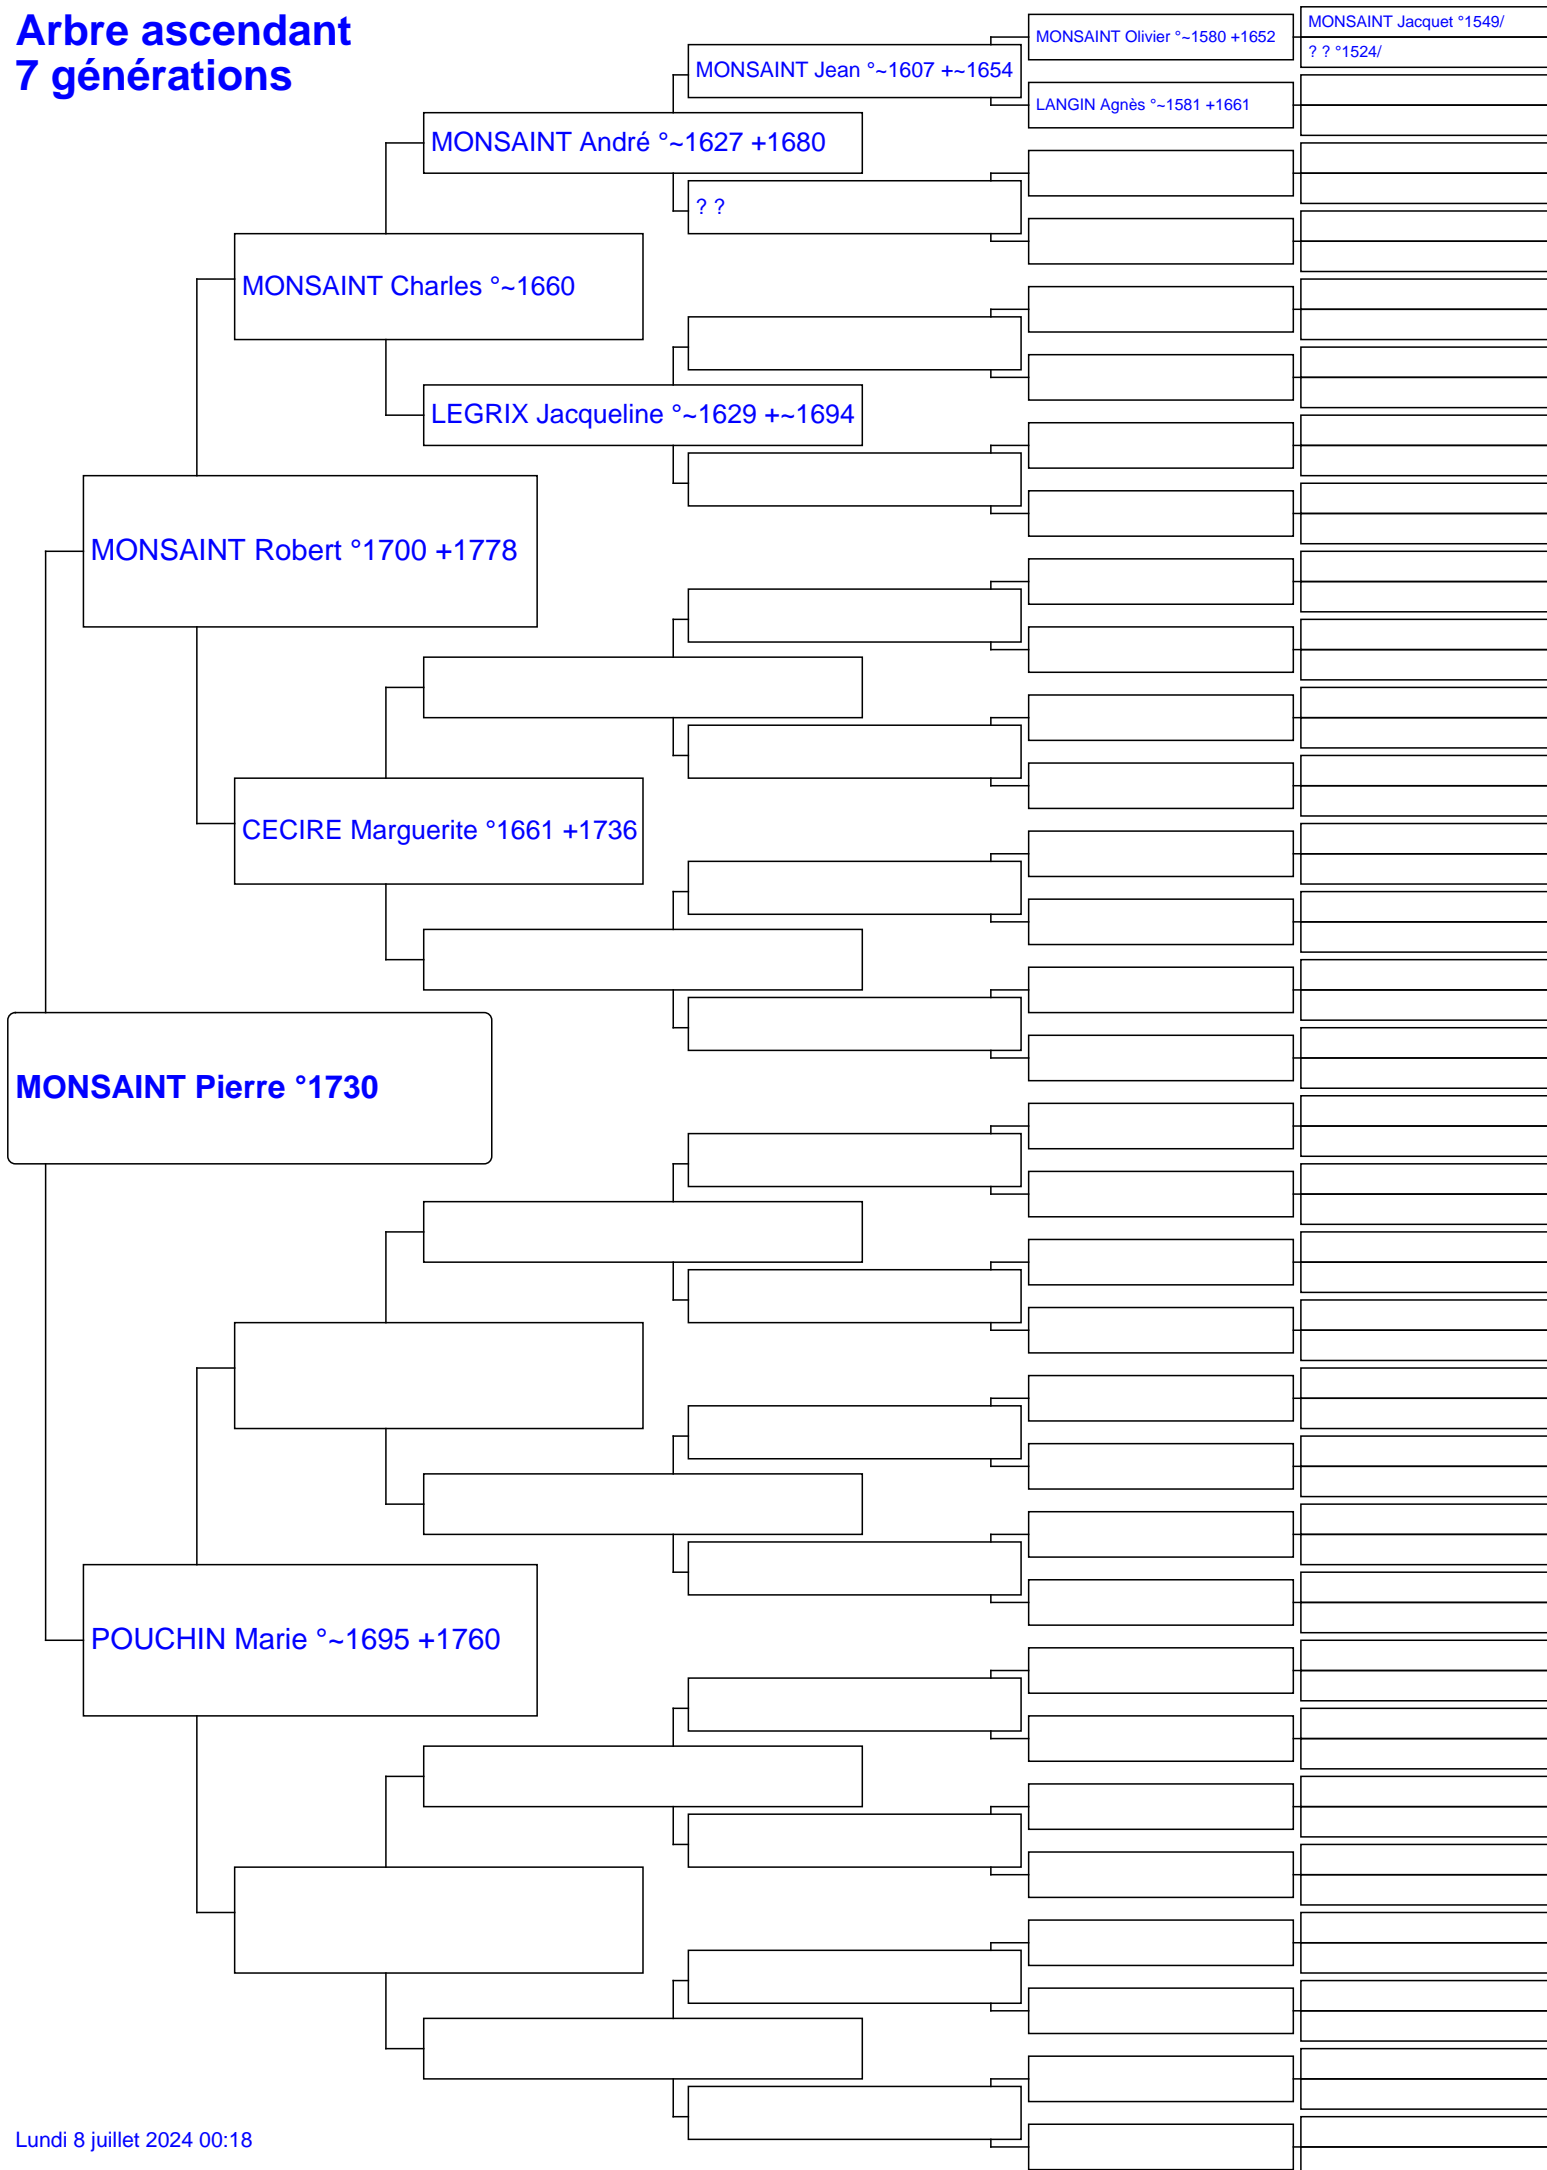 Arbre ascendant
7 générations
MONSAINT Jacquet °1549/
? ? °1524/
MONSAINT Olivier °~1580 +1652
MONSAINT Jean °~1607 +~1654
LANGIN Agnès °~1581 +1661
MONSAINT André °~1627 +1680
? ?
MONSAINT Charles °~1660
LEGRIX Jacqueline °~1629 +~1694
MONSAINT Robert °1700 +1778
CECIRE Marguerite °1661 +1736
MONSAINT Pierre °1730
POUCHIN Marie °~1695 +1760
Lundi 8 juillet 2024 00:18